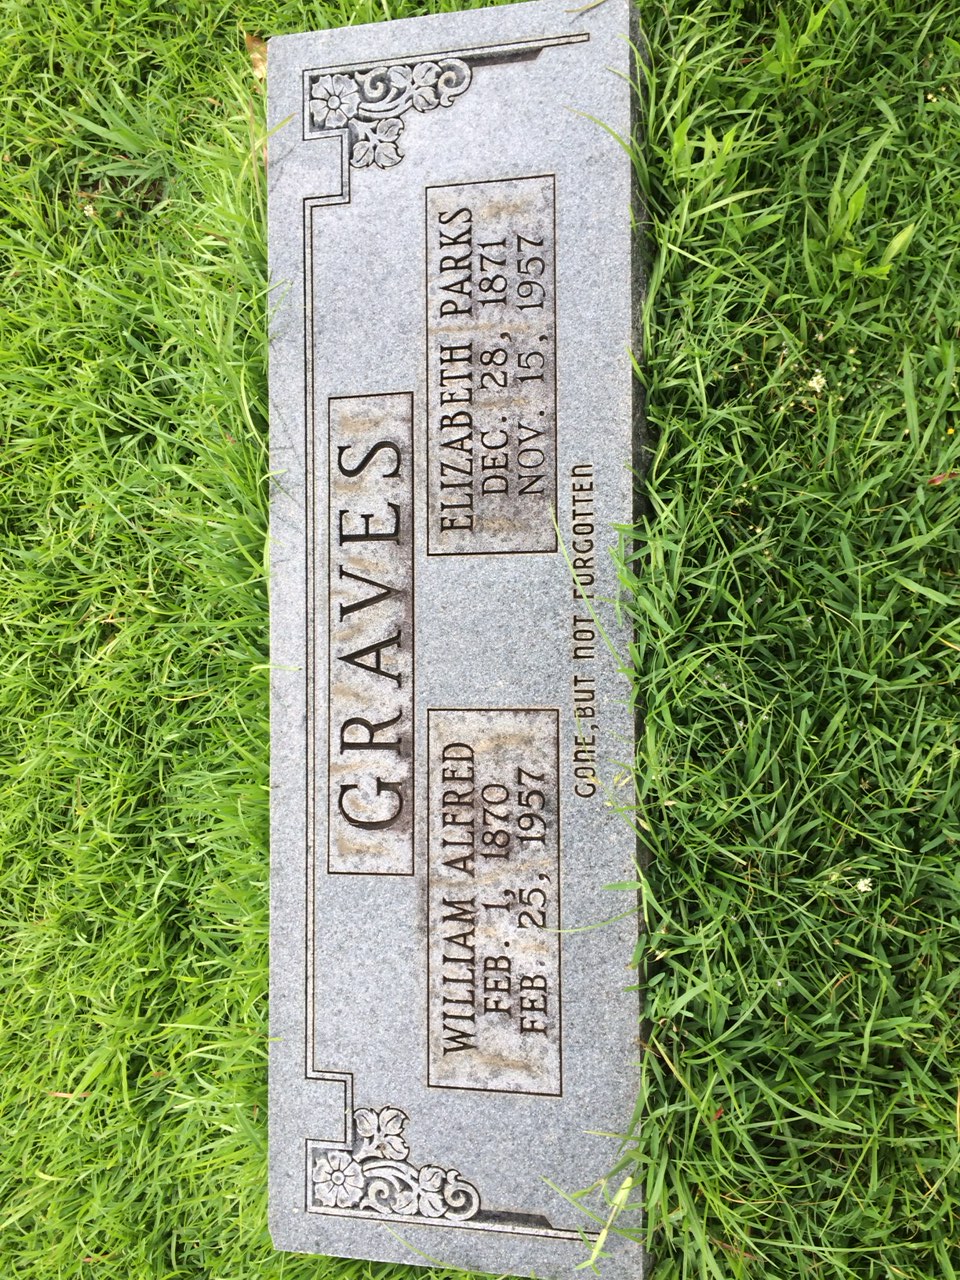 GRAVES
WILLIAM ALFRED
FEB. 1, 1870
FEB. 25, 1957
ELIZABETH PARKS
DEC. 28, 1871
NOV. 15, 1957
GONE, BUT NOT FORGOTTEN